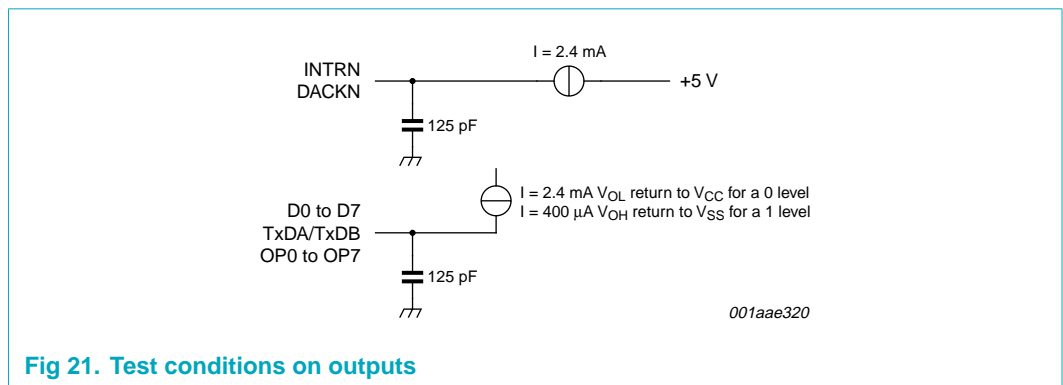 I = 2.4 mA
INTRN
DACKN
+5 V
125 pF
I = 2.4 mA VOL return to VCC for a 0 level
I = 400 μA VOH return to VSS for a 1 level
D0 to D7
TxDA/TxDB
OP0 to OP7
125 pF
001aae320
Fig 21. Test conditions on outputs